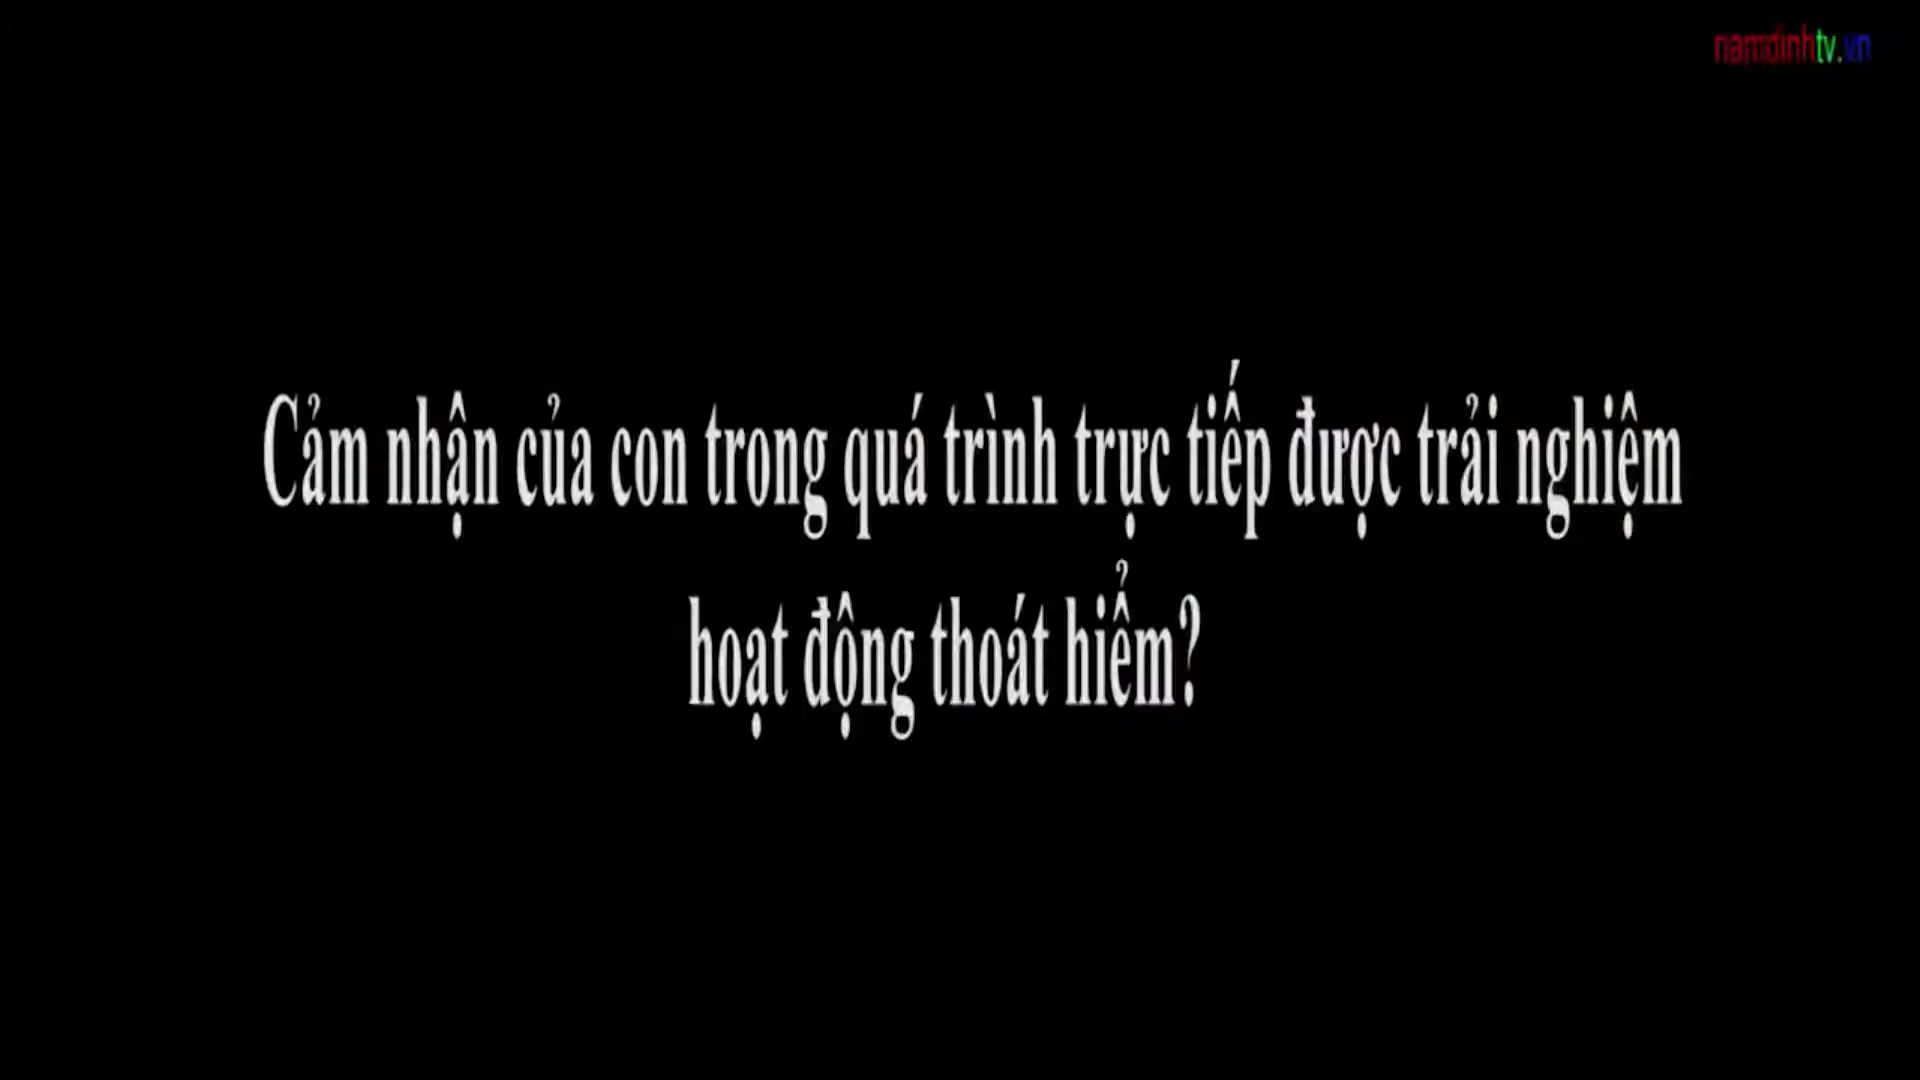 namdinhtv.vn
Cảm nhận của con trong quá trình trực tiếp được trải nghiệm
hoạt động thoát hiểm?